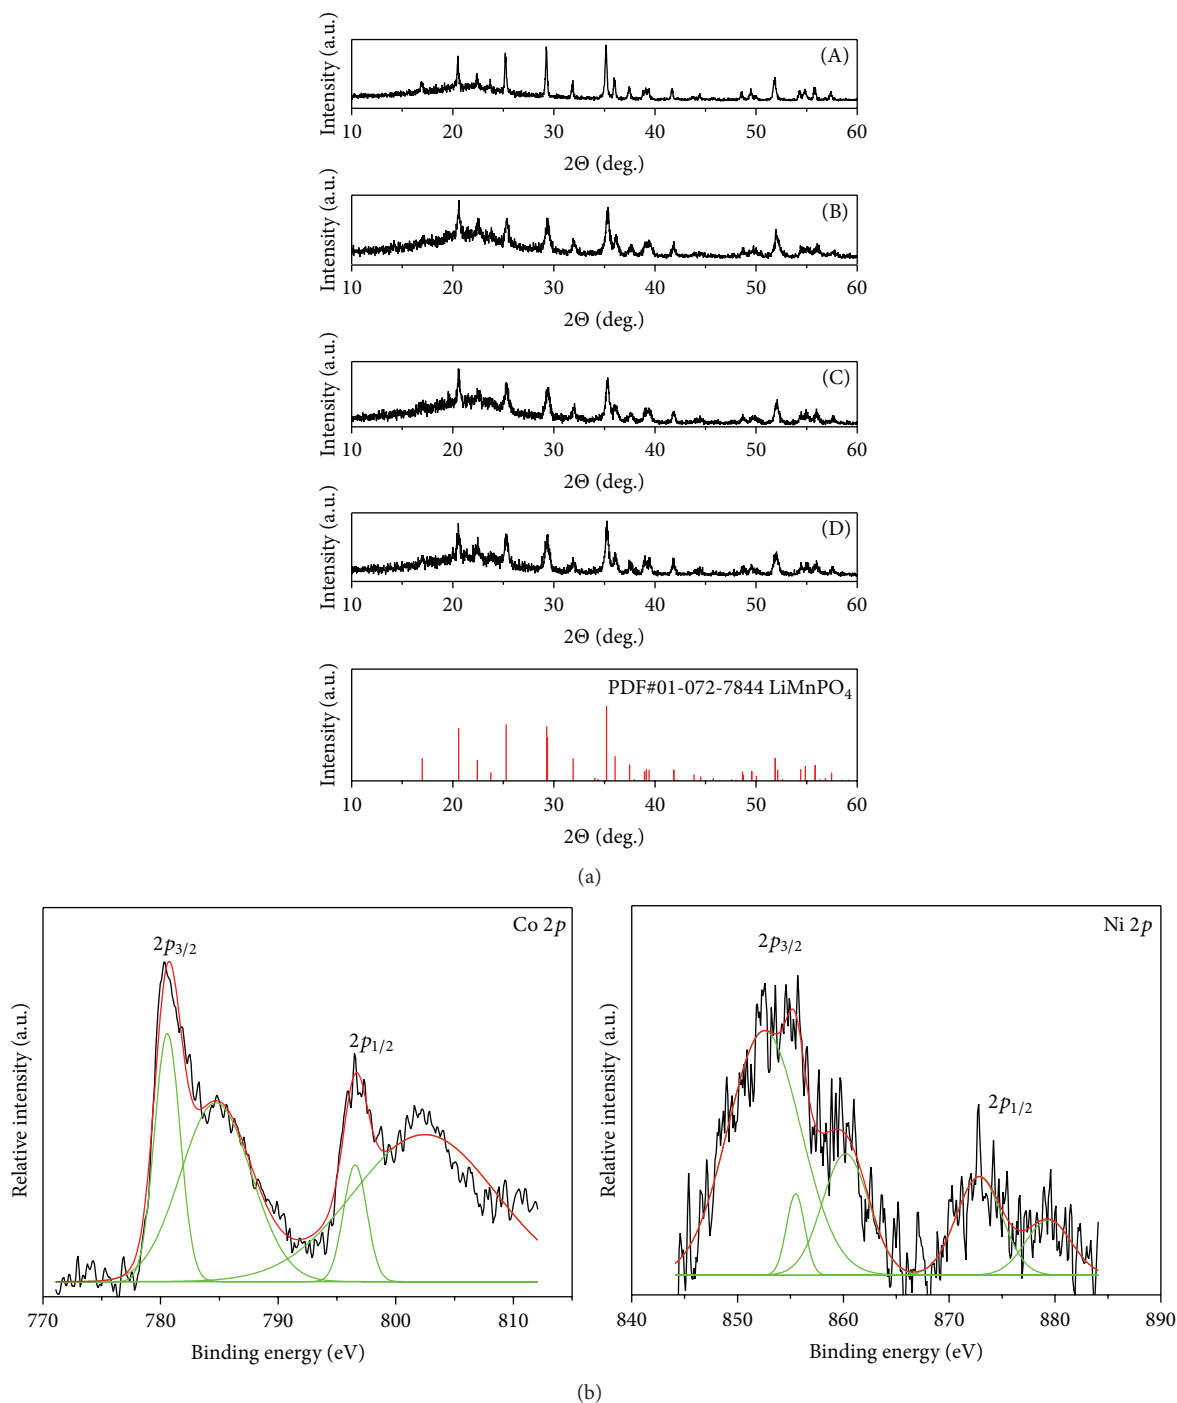 Intensity (a.u.)
(A)
10 20 30 40 50 60
2Θ (deg.)
Intensity (a.u.)
(B)
10 20 30 40 50 60
2Θ (deg.)
Intensity (a.u.)
(C)
10 20 30 40 50 60
2Θ (deg.)
Intensity (a.u.)
(D)
10 20 30 40 50 60
2Θ (deg.)
Intensity (a.u.)
PDF#01-072-7844 LiMnPO4
10 20 30 40 50 60
2Θ (deg.)
(a)
Relative intensity (a.u.)
Co 2p
2p3/2
2p1/2
770 780 790 800 810
Binding energy (eV)
Relative intensity (a.u.)
Ni 2p
2p3/2
2p1/2
840 850 860 870 880 890
Binding energy (eV)
(b)